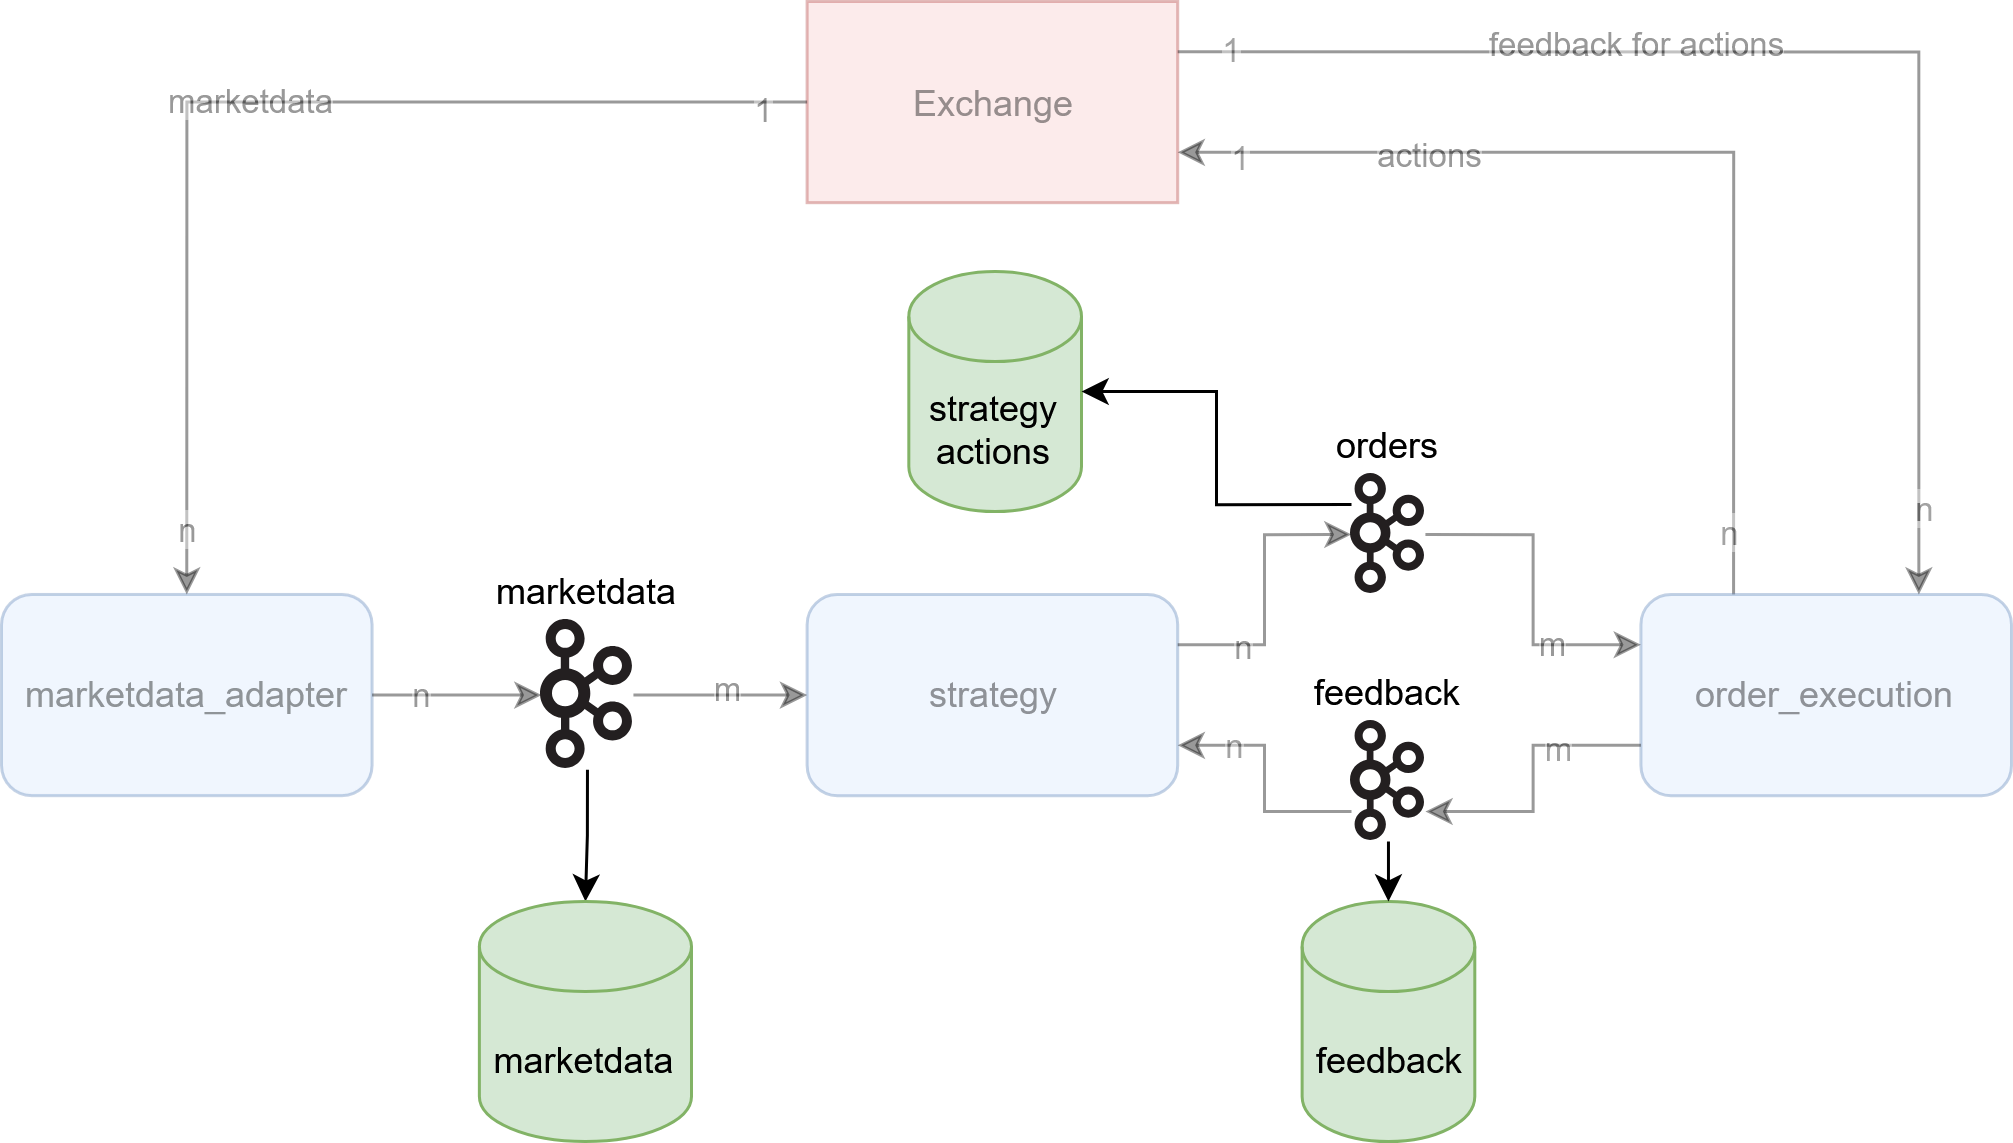 feedback for actions
1
marketdata
1
Exchange
1
actions
strategy
actions
orders
n
n
n
marketdata
n
m
marketdata_adapter
n
m
strategy
feedback
order_execution
n
m
marketdata
feedback